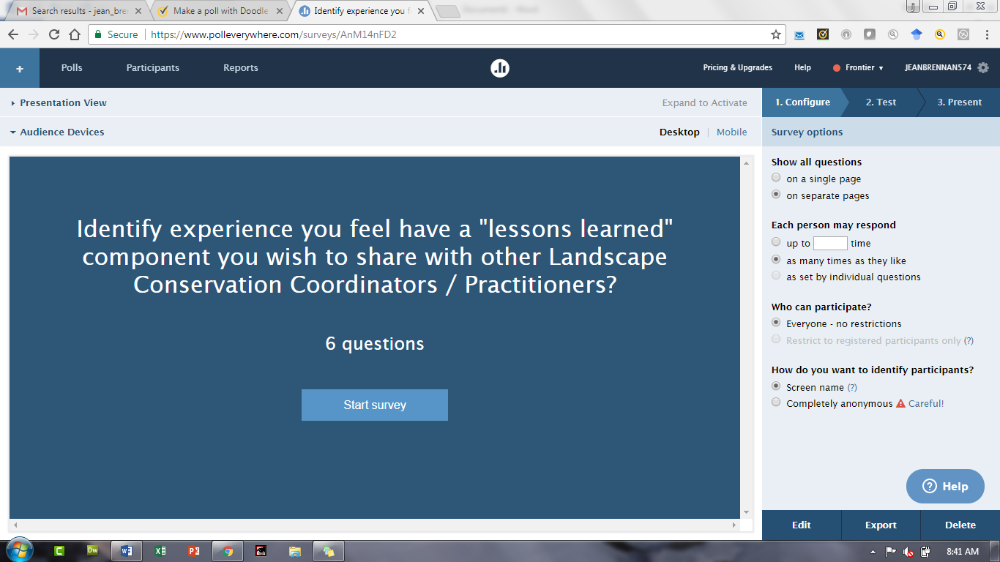 Search results - jean_bre
Make a poll with Doodle
Identify experience you f
Secure
https://www.polleverywhere.com/surveys/AnM14nFD2
+
Polls
Participants
Reports
Pricing & Upgrades
Help
Frontier
JEANBRENNAN574
Presentation View
Expand to Activate
1. Configure
2. Test
3. Present
Audience Devices
Desktop | Mobile
Survey options
Identify experience you feel have a "lessons learned"
component you wish to share with other Landscape
Conservation Coordinators / Practitioners?
6 questions
Start survey
Show all questions
on a single page
on separate pages
Each person may respond
up to time
as many times as they like
as set by individual questions
Who can participate?
Everyone - no restrictions
Restrict to registered participants only (?)
How do you want to identify participants?
Screen name (?)
Completely anonymous Careful!
? Help
Edit
Export
Delete
C
Dw
W
X
P
8:41 AM